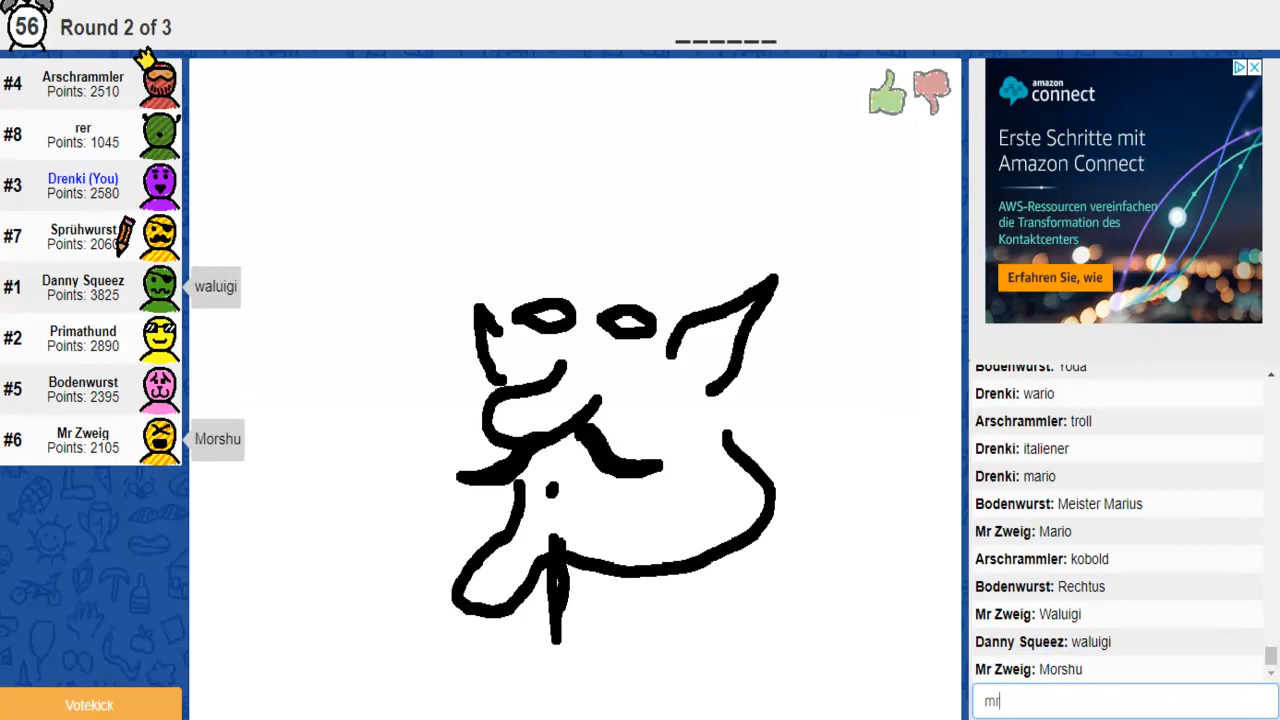 56
Round 2 of 3
______
#4
Arschrammler
Points: 2510
#8
rer
Points: 1045
#3
Drenki (You)
Points: 2580
#7
Sprühwurst
Points: 2060
#1
Danny Squeez
Points: 3825
waluigi
#2
Primathund
Points: 2890
#5
Bodenwurst
Points: 2395
#6
Mr Zweig
Points: 2105
Morshu
Votekick
amazon
connect
Erste Schritte mit
Amazon Connect
AWS-Ressourcen vereinfachen
die Transformation des
Kontaktcenters
Erfahren Sie, wie
Bodenwurst: Yoda
Drenki: wario
Arschrammler: troll
Drenki: italiener
Drenki: mario
Bodenwurst: Meister Marius
Mr Zweig: Mario
Arschrammler: kobold
Bodenwurst: Rechtus
Mr Zweig: Waluigi
Danny Squeez: waluigi
Mr Zweig: Morshu
mr